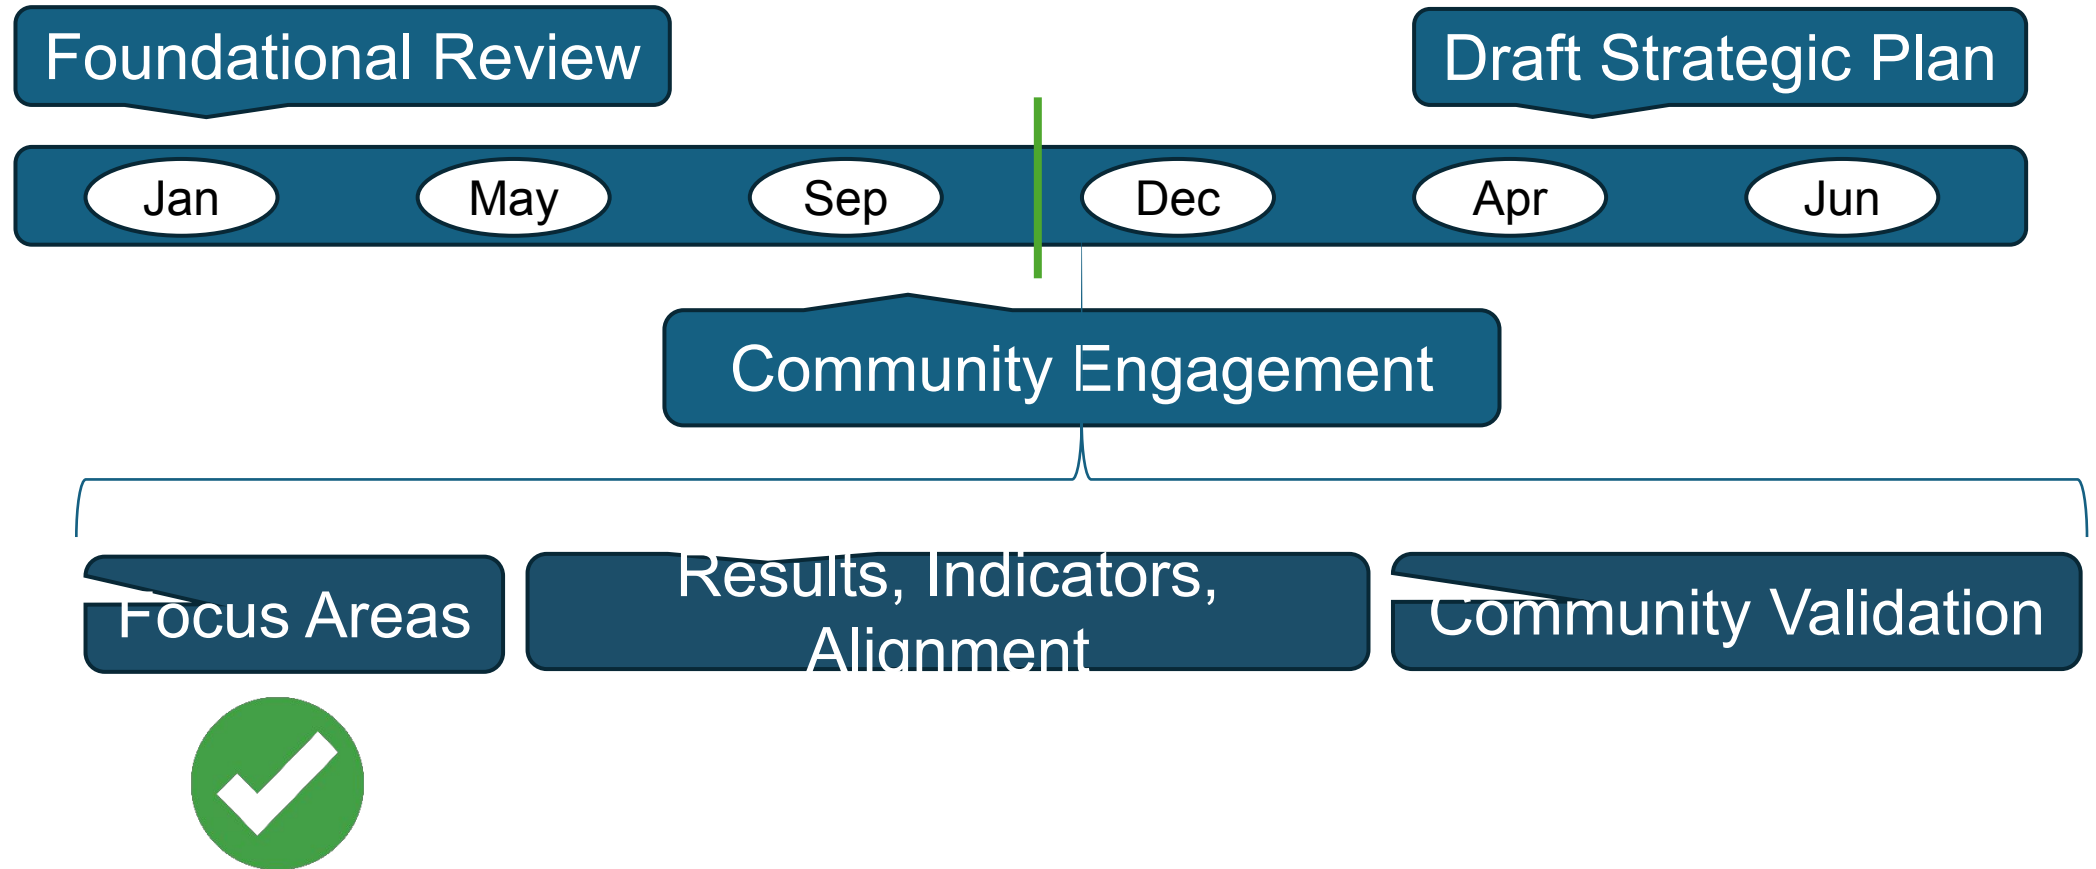 Foundational Review
Draft Strategic Plan
Jan
May
Sep
Dec
Apr
Jun
Community Engagement
Focus Areas
Results, Indicators,
Alignment
Community Validation